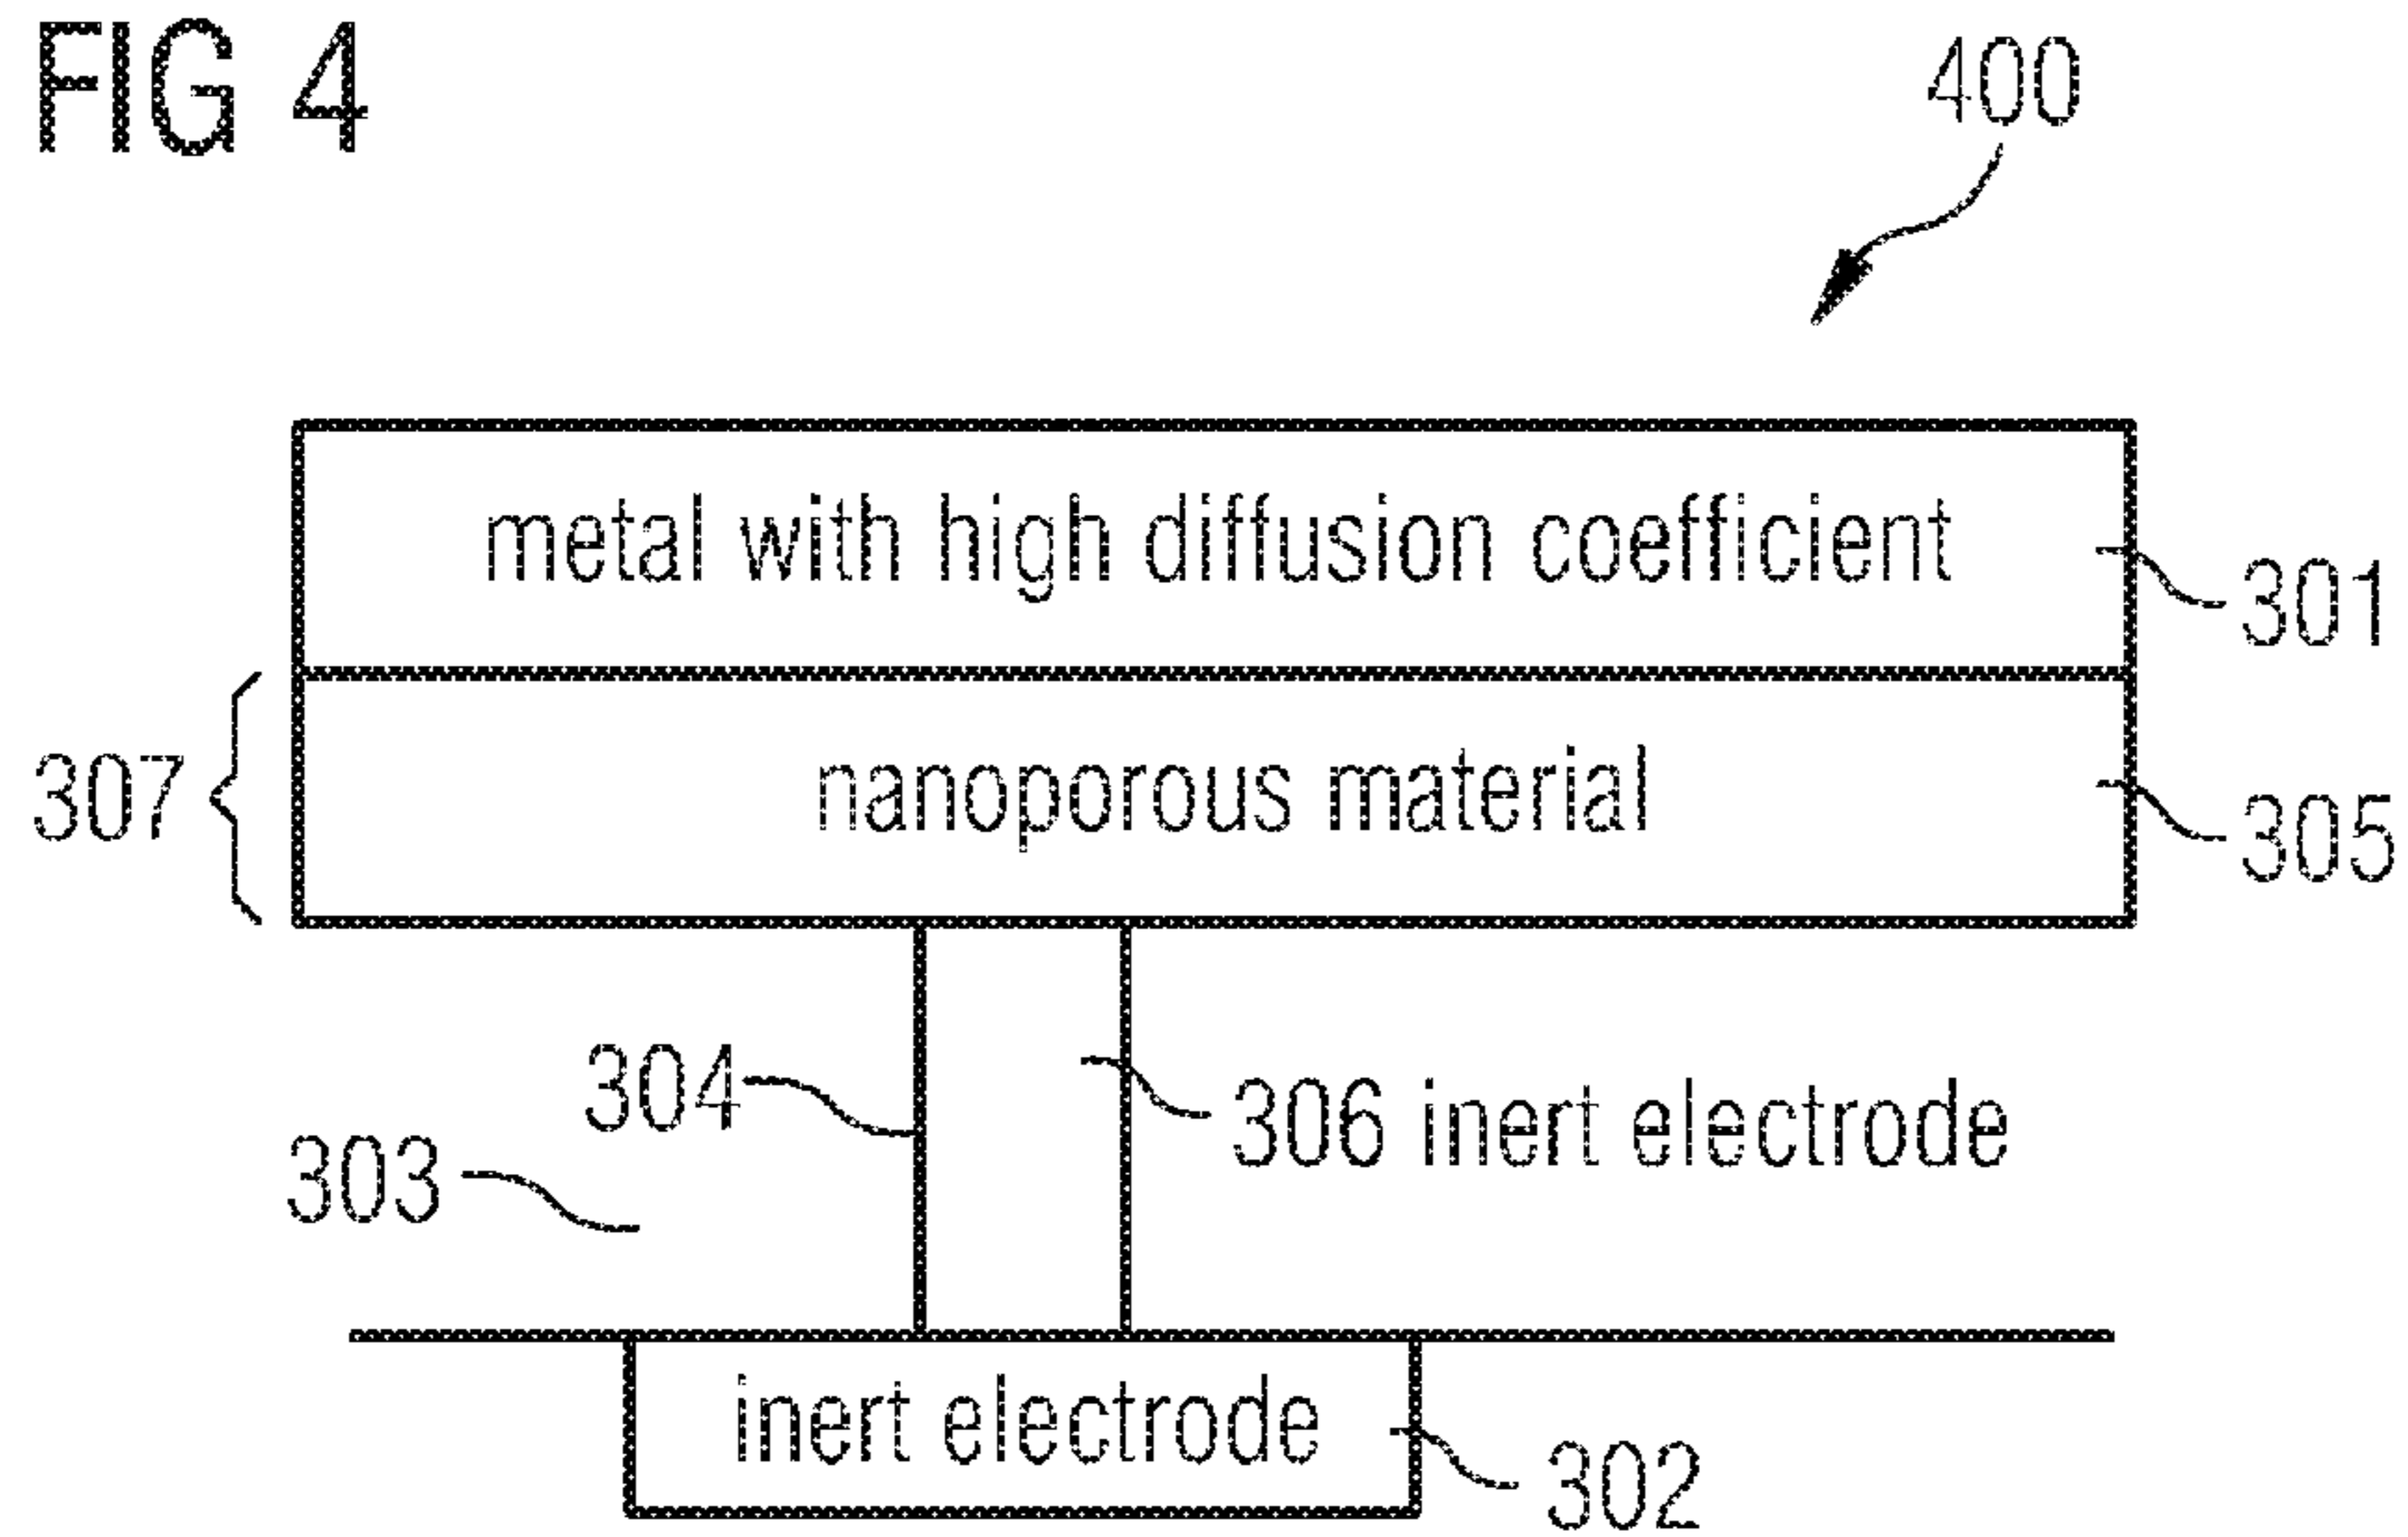 FIG 4
400
metal with high diffusion coefficient
301
307
nanoporous material
305
304
306 inert electrode
303
inert electrode
302